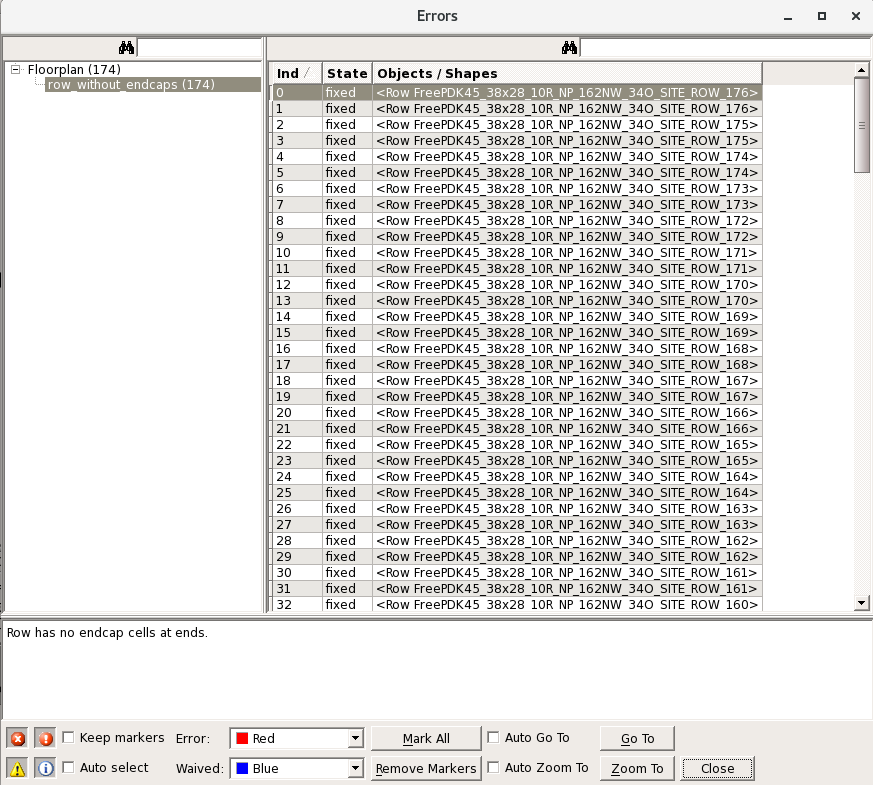 Errors
Ind State Objects / Shapes
Floorplan (174)
row_without_endcaps (174)
0 fixed <Row FreePDK45_38x28_10R_NP_162NW_34O_SITE_ROW_176>
1 fixed <Row FreePDK45_38x28_10R_NP_162NW_34O_SITE_ROW_176>
2 fixed <Row FreePDK45_38x28_10R_NP_162NW_34O_SITE_ROW_175>
3 fixed <Row FreePDK45_38x28_10R_NP_162NW_34O_SITE_ROW_175>
4 fixed <Row FreePDK45_38x28_10R_NP_162NW_34O_SITE_ROW_174>
5 fixed <Row FreePDK45_38x28_10R_NP_162NW_34O_SITE_ROW_174>
6 fixed <Row FreePDK45_38x28_10R_NP_162NW_34O_SITE_ROW_173>
7 fixed <Row FreePDK45_38x28_10R_NP_162NW_34O_SITE_ROW_173>
8 fixed <Row FreePDK45_38x28_10R_NP_162NW_34O_SITE_ROW_172>
9 fixed <Row FreePDK45_38x28_10R_NP_162NW_34O_SITE_ROW_172>
10 fixed <Row FreePDK45_38x28_10R_NP_162NW_34O_SITE_ROW_171>
11 fixed <Row FreePDK45_38x28_10R_NP_162NW_34O_SITE_ROW_171>
12 fixed <Row FreePDK45_38x28_10R_NP_162NW_34O_SITE_ROW_170>
13 fixed <Row FreePDK45_38x28_10R_NP_162NW_34O_SITE_ROW_170>
14 fixed <Row FreePDK45_38x28_10R_NP_162NW_34O_SITE_ROW_169>
15 fixed <Row FreePDK45_38x28_10R_NP_162NW_34O_SITE_ROW_169>
16 fixed <Row FreePDK45_38x28_10R_NP_162NW_34O_SITE_ROW_168>
17 fixed <Row FreePDK45_38x28_10R_NP_162NW_34O_SITE_ROW_168>
18 fixed <Row FreePDK45_38x28_10R_NP_162NW_34O_SITE_ROW_167>
19 fixed <Row FreePDK45_38x28_10R_NP_162NW_34O_SITE_ROW_167>
20 fixed <Row FreePDK45_38x28_10R_NP_162NW_34O_SITE_ROW_166>
21 fixed <Row FreePDK45_38x28_10R_NP_162NW_34O_SITE_ROW_166>
22 fixed <Row FreePDK45_38x28_10R_NP_162NW_34O_SITE_ROW_165>
23 fixed <Row FreePDK45_38x28_10R_NP_162NW_34O_SITE_ROW_165>
24 fixed <Row FreePDK45_38x28_10R_NP_162NW_34O_SITE_ROW_164>
25 fixed <Row FreePDK45_38x28_10R_NP_162NW_34O_SITE_ROW_164>
26 fixed <Row FreePDK45_38x28_10R_NP_162NW_34O_SITE_ROW_163>
27 fixed <Row FreePDK45_38x28_10R_NP_162NW_34O_SITE_ROW_163>
28 fixed <Row FreePDK45_38x28_10R_NP_162NW_34O_SITE_ROW_162>
29 fixed <Row FreePDK45_38x28_10R_NP_162NW_34O_SITE_ROW_162>
30 fixed <Row FreePDK45_38x28_10R_NP_162NW_34O_SITE_ROW_161>
31 fixed <Row FreePDK45_38x28_10R_NP_162NW_34O_SITE_ROW_161>
32 fixed <Row FreePDK45_38x28_10R_NP_162NW_34O_SITE_ROW_160>
Row has no endcap cells at ends.
Keep markers Error: Red Mark All Auto Go To Go To
Auto select Waived: Blue Remove Markers Auto Zoom To Zoom To Close